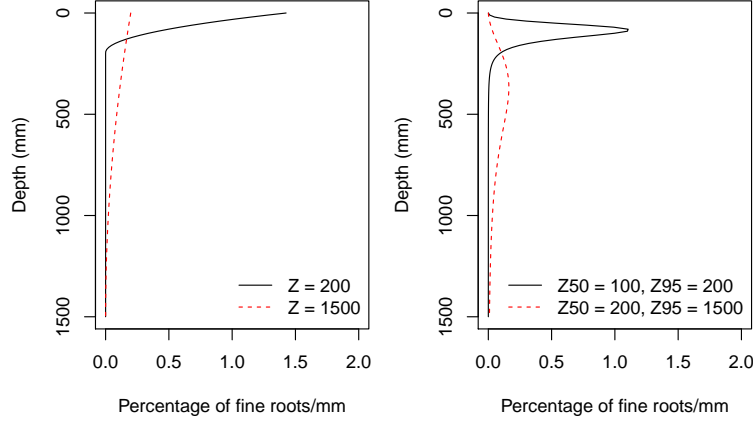 0
500
1000
1500
Depth (mm)
Z = 200
Z = 1500
0.0 0.5 1.0 1.5 2.0
Percentage of fine roots/mm
0
500
1000
1500
Depth (mm)
Z50 = 100, Z95 = 200
Z50 = 200, Z95 = 1500
0.0 0.5 1.0 1.5 2.0
Percentage of fine roots/mm